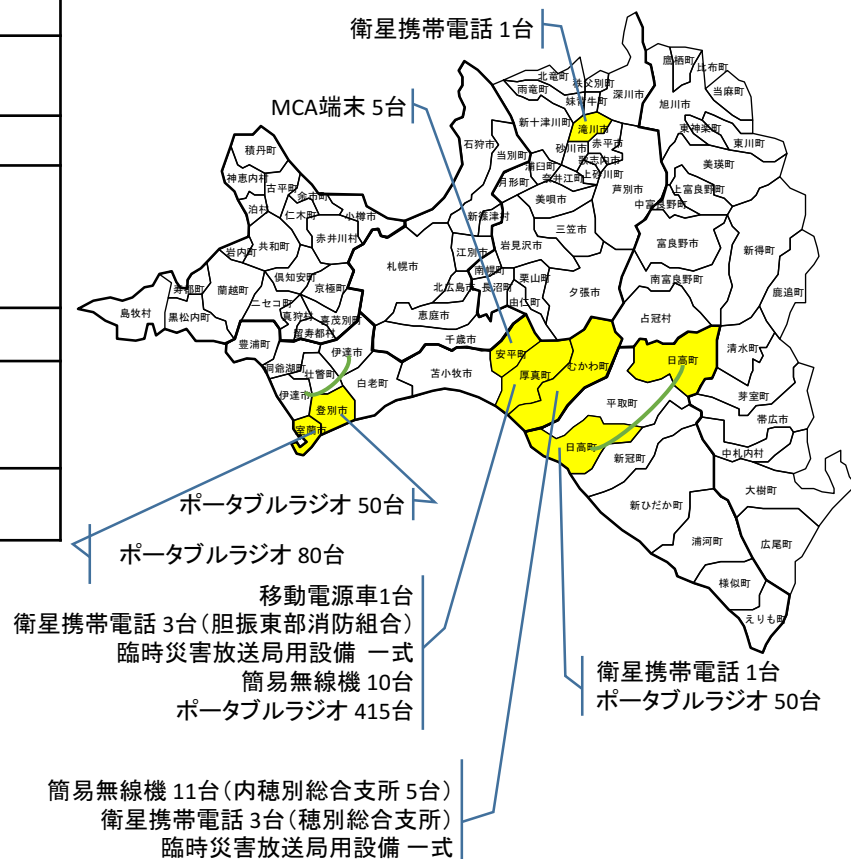 衛星携帯電話 1台
MCA端末 5台
鷹栖町
比布町
北竜町
秩父別町
深川市
当麻町
雨竜町
妹背牛町
旭川市
石狩市
新十津川町
滝川市
東神楽町
当別町
砂川市
赤平市
東川町
積丹町
浦臼町
歌志内市
美瑛町
神恵内村
月形町
奈井江町
上砂川町
芦別市
上富良野町
古平町
余市町
美唄市
中富良野町
泊村
仁木町
小樽市
新篠津村
三笠市
岩内町
共和町
赤井川村
札幌市
江別市
岩見沢市
富良野市
新得町
倶知安町
京極町
南幌町
栗山町
南富良野町
寿都町
蘭越町
北広島市
長沼町
夕張市
鹿追町
島牧村
黒松内町
ニセコ町
真狩村
喜茂別町
恵庭市
由仁町
占冠村
留寿都村
豊浦町
千歳市
清水町
洞爺湖町
伊達市
安平町
むかわ町
日高町
壮瞥町
白老町
苫小牧市
厚真町
芽室町
伊達市
登別市
平取町
帯広市
室蘭市
日高町
新冠町
中札内村
大樹町
新ひだか町
浦河町
広尾町
様似町
えりも町
ポータブルラジオ 50台
ポータブルラジオ 80台
移動電源車1台
衛星携帯電話 3台(胆振東部消防組合)
臨時災害放送局用設備 一式
簡易無線機 10台
ポータブルラジオ 415台
衛星携帯電話 1台
ポータブルラジオ 50台
簡易無線機 11台(内穂別総合支所 5台)
衛星携帯電話 3台(穂別総合支所)
臨時災害放送局用設備 一式